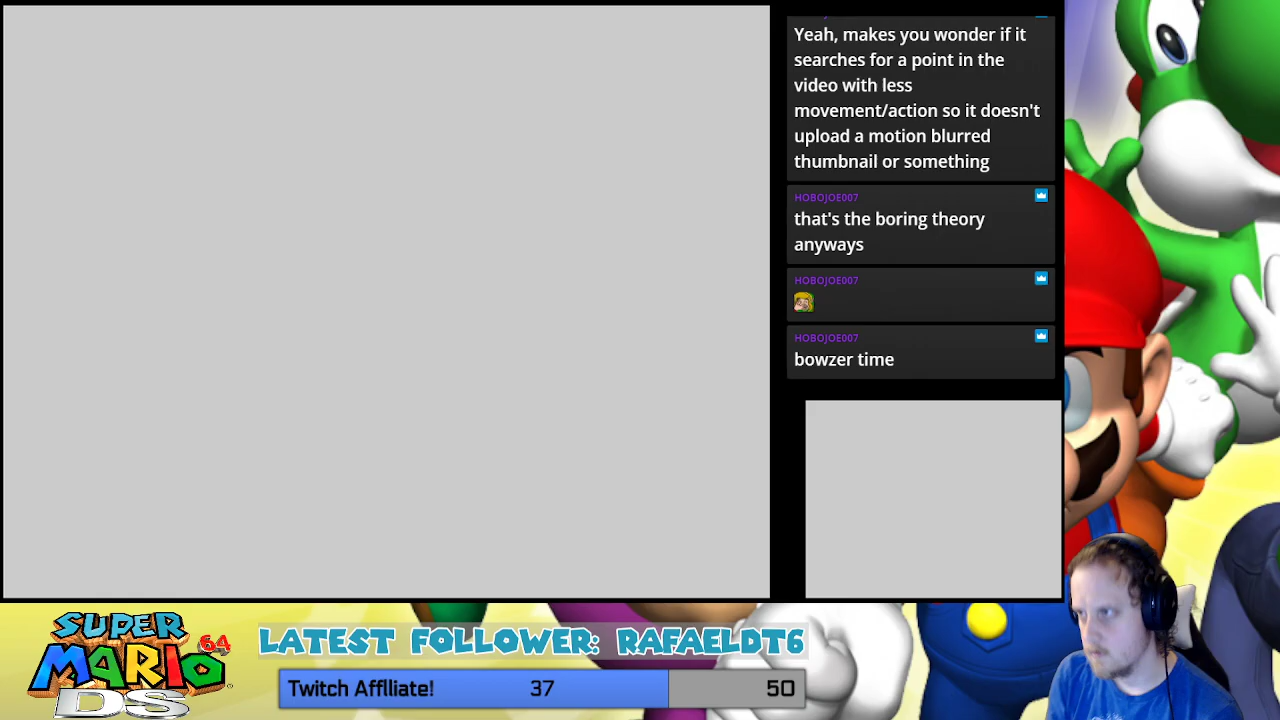 Yeah, makes you wonder if it
searches for a point in the
video with less
movement/action so it doesn't
upload a motion blurred
thumbnail or something
HOBOJOE007
that's the boring theory
anyways
HOBOJOE007
HOBOJOE007
bowzer time
SUPER
MARIO
64
DS
LATEST FOLLOWER: RAFAELDT6
Twitch Affiliate! 37 50